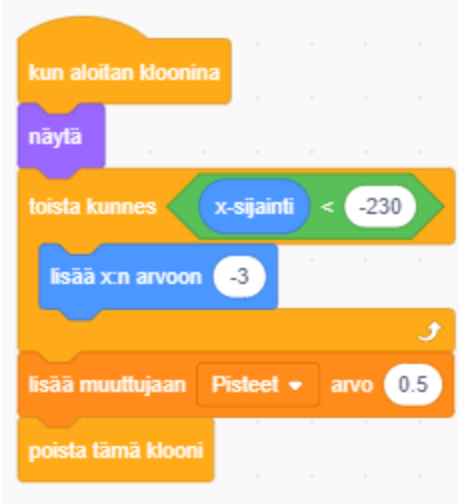 kun aloitan kloonina
näytä
toista kunnes x-sijainti < -230
lisää x:n arvoon -3
lisää muuttujaan Pisteet arvo 0.5
poista tämä klooni